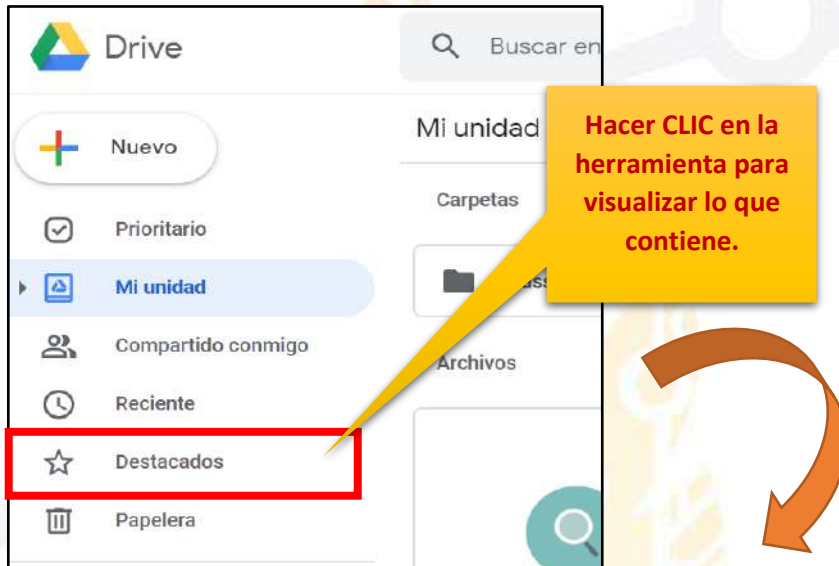 Drive
Buscar en
Nuevo
Mi unidad
Hacer CLIC en la
herramienta para
visualizar lo que
contiene.
Carpetas
Prioritario
Mi unidad
Compartido conmigo
Archivos
Reciente
Destacados
Papelera